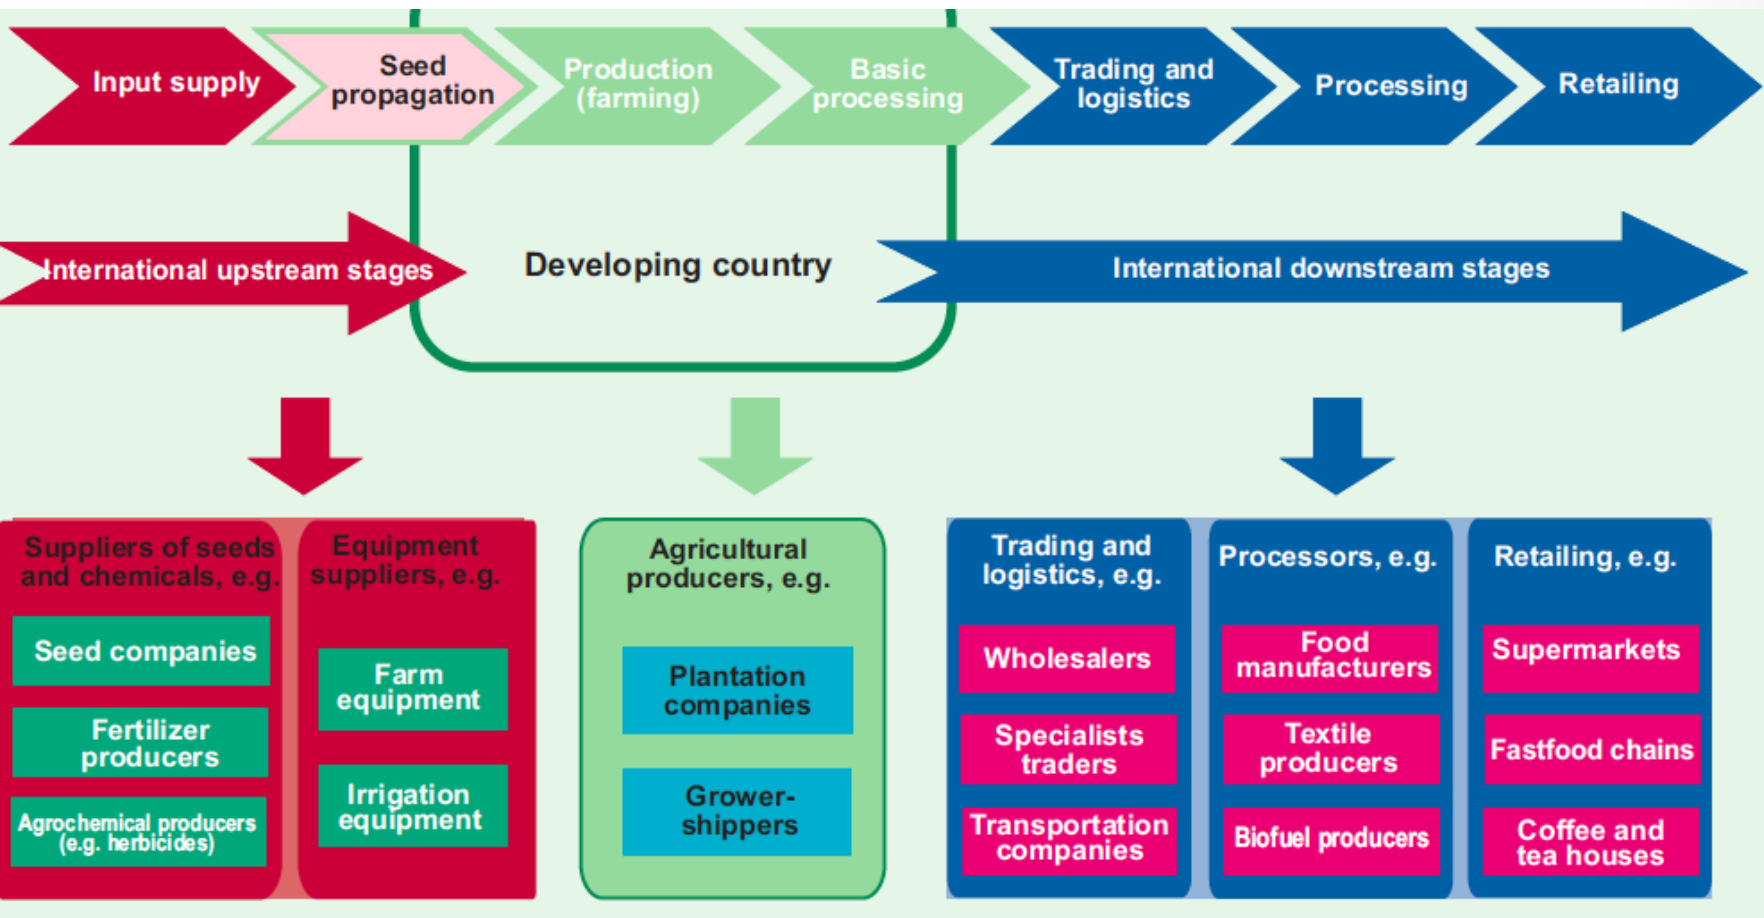 Input supply
Seed
propagation
Production
(farming)
Basic
processing
Trading and
logistics
Processing
Retailing
International upstream stages
Developing country
International downstream stages
Suppliers of seeds
and chemicals, e.g.
Seed companies
Fertilizer
producers
Agrochemical producers
(e.g. herbicides)
Equipment
suppliers, e.g.
Farm
equipment
Irrigation
equipment
Agricultural
producers, e.g.
Plantation
companies
Grower-
shippers
Trading and
logistics, e.g.
Wholesalers
Specialists
traders
Transportation
companies
Processors, e.g.
Food
manufacturers
Textile
producers
Biofuel producers
Retailing, e.g.
Supermarkets
Fastfood chains
Coffee and
tea houses